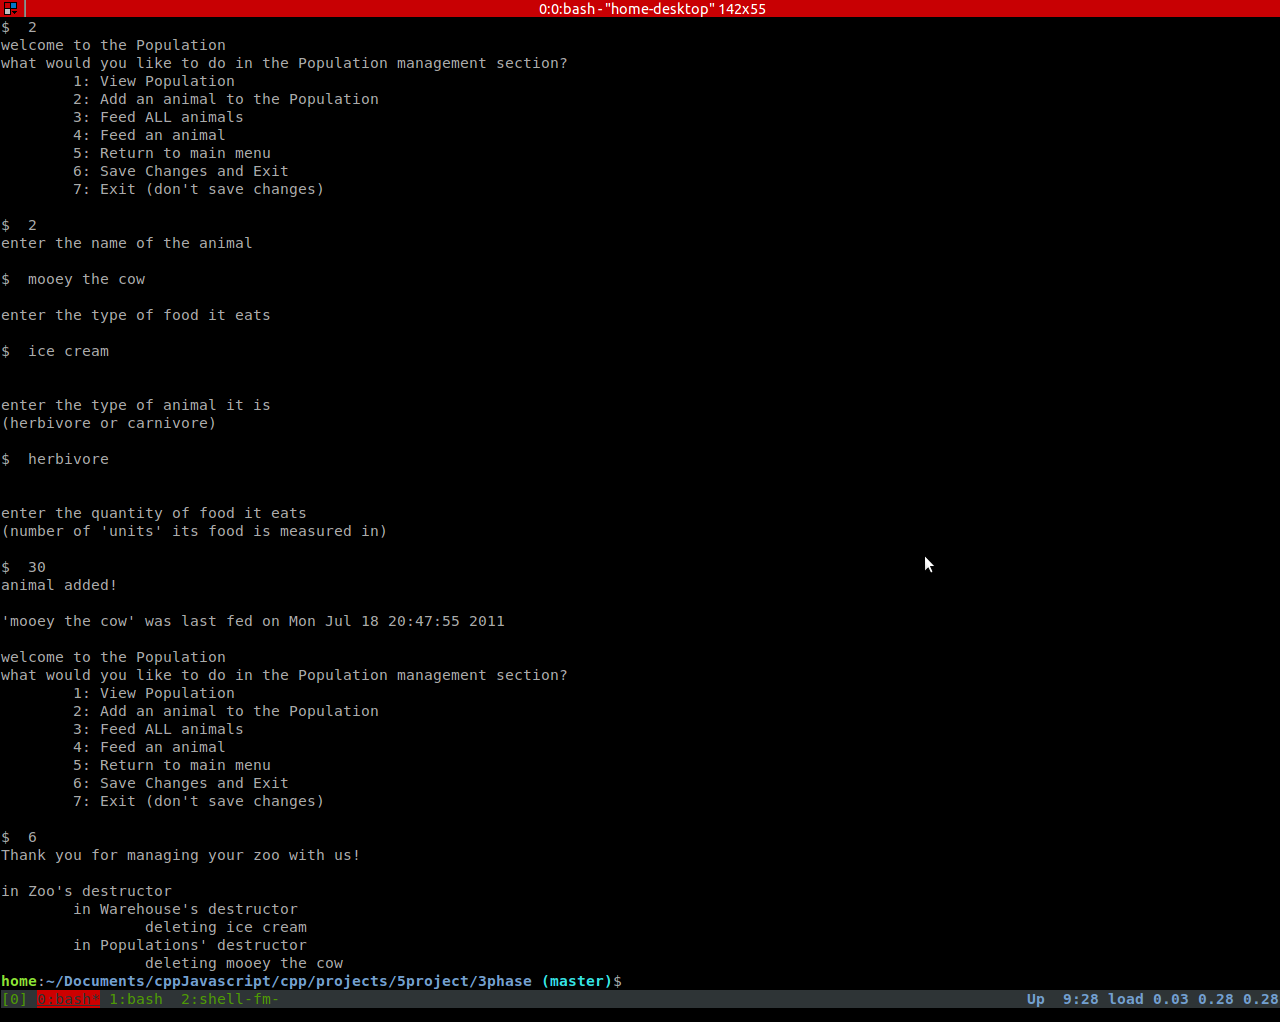 0:0:bash - "home-desktop" 142x55
$  2
welcome to the Population
what would you like to do in the Population management section?
        1: View Population
        2: Add an animal to the Population
        3: Feed ALL animals
        4: Feed an animal
        5: Return to main menu
        6: Save Changes and Exit
        7: Exit (don't save changes)
$  2
enter the name of the animal
$  mooey the cow
enter the type of food it eats
$  ice cream
enter the type of animal it is
(herbivore or carnivore)
$  herbivore
enter the quantity of food it eats
(number of 'units' its food is measured in)
$  30
animal added!
'mooey the cow' was last fed on Mon Jul 18 20:47:55 2011
welcome to the Population
what would you like to do in the Population management section?
        1: View Population
        2: Add an animal to the Population
        3: Feed ALL animals
        4: Feed an animal
        5: Return to main menu
        6: Save Changes and Exit
        7: Exit (don't save changes)
$  6
Thank you for managing your zoo with us!
in Zoo's destructor
        in Warehouse's destructor
                deleting ice cream
        in Populations' destructor
                deleting mooey the cow
home:~/Documents/cppJavascript/cpp/projects/5project/3phase (master)$
[0] 0:bash* 1:bash  2:shell-fm-  Up  9:28 load 0.03 0.28 0.28